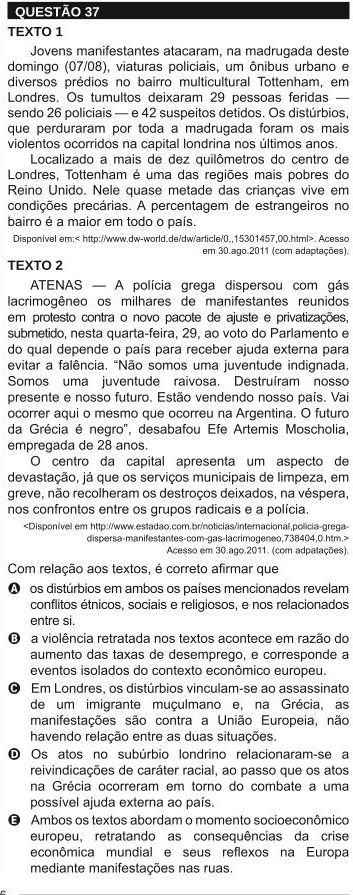 QUESTÃO 37
TEXTO 1
Jovens manifestantes atacaram, na madrugada deste
domingo (07/08), viaturas policiais, um ônibus urbano e
diversos prédios no bairro multicultural Tottenham, em
Londres. Os tumultos deixaram 29 pessoas feridas —
sendo 26 policiais — e 42 suspeitos detidos. Os distúrbios,
que perduraram por toda a madrugada foram os mais
violentos ocorridos na capital londrina nos últimos anos.
Localizado a mais de dez quilômetros do centro de
Londres, Tottenham é uma das regiões mais pobres do
Reino Unido. Nele quase metade das crianças vive em
condições precárias. A percentagem de estrangeiros no
bairro é a maior em todo o país.
Disponível em:< http://www.dw-world.de/dw/article/0,,15301457,00.html>. Acesso
em 30.ago.2011 (com adaptações).
TEXTO 2
ATENAS — A polícia grega dispersou com gás
lacrimogêneo os milhares de manifestantes reunidos
em protesto contra o novo pacote de ajuste e privatizações,
submetido, nesta quarta-feira, 29, ao voto do Parlamento e
do qual depende o país para receber ajuda externa para
evitar a falência. “Não somos uma juventude indignada.
Somos uma juventude raivosa. Destruíram nosso
presente e nosso futuro. Estão vendendo nosso país. Vai
ocorrer aqui o mesmo que ocorreu na Argentina. O futuro
da Grécia é negro”, desabafou Efe Artemis Moscholia,
empregada de 28 anos.
O centro da capital apresenta um aspecto de
devastação, já que os serviços municipais de limpeza, em
greve, não recolheram os destroços deixados, na véspera,
nos confrontos entre os grupos radicais e a polícia.
<Disponível em http://www.estadao.com.br/noticias/internacional,policia-grega-
dispersa-manifestantes-com-gas-lacrimogeneo,738404,0.htm.>
Acesso em 30.ago.2011. (com adaptações).
Com relação aos textos, é correto afirmar que
A os distúrbios em ambos os países mencionados revelam
conflitos étnicos, sociais e religiosos, e nos relacionados
entre si.
B a violência retratada nos textos acontece em razão do
aumento das taxas de desemprego, e corresponde a
eventos isolados do contexto econômico europeu.
C Em Londres, os distúrbios vinculam-se ao assassinato
de um imigrante muçulmano e, na Grécia, as
manifestações são contra a União Europeia, não
havendo relação entre as duas situações.
D Os atos no subúrbio londrino relacionaram-se a
reivindicações de caráter racial, ao passo que os atos
na Grécia ocorreram em torno do combate a uma
possível ajuda externa ao país.
E Ambos os textos abordam o momento socioeconômico
europeu, retratando as consequências da crise
econômica mundial e seus reflexos na Europa
mediante manifestações nas ruas.